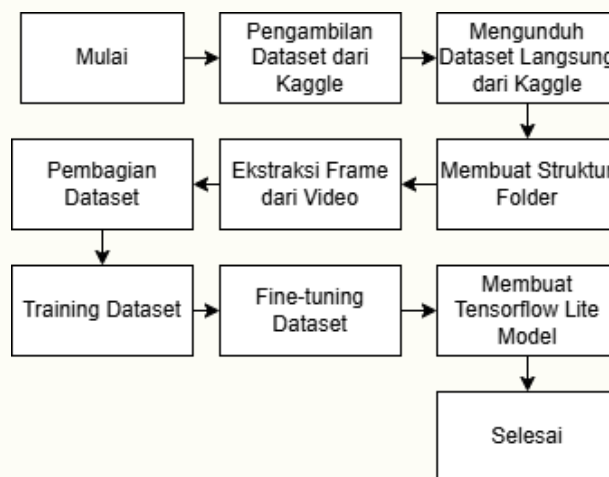 Mulai
Pengambilan
Dataset dari
Kaggle
Mengunduh
Dataset Langsung
dari Kaggle
Pembagian
Dataset
Ekstraksi Frame
dari Video
Membuat Struktur
Folder
Training Dataset
Fine-tuning
Dataset
Membuat
Tensorflow Lite
Model
Selesai